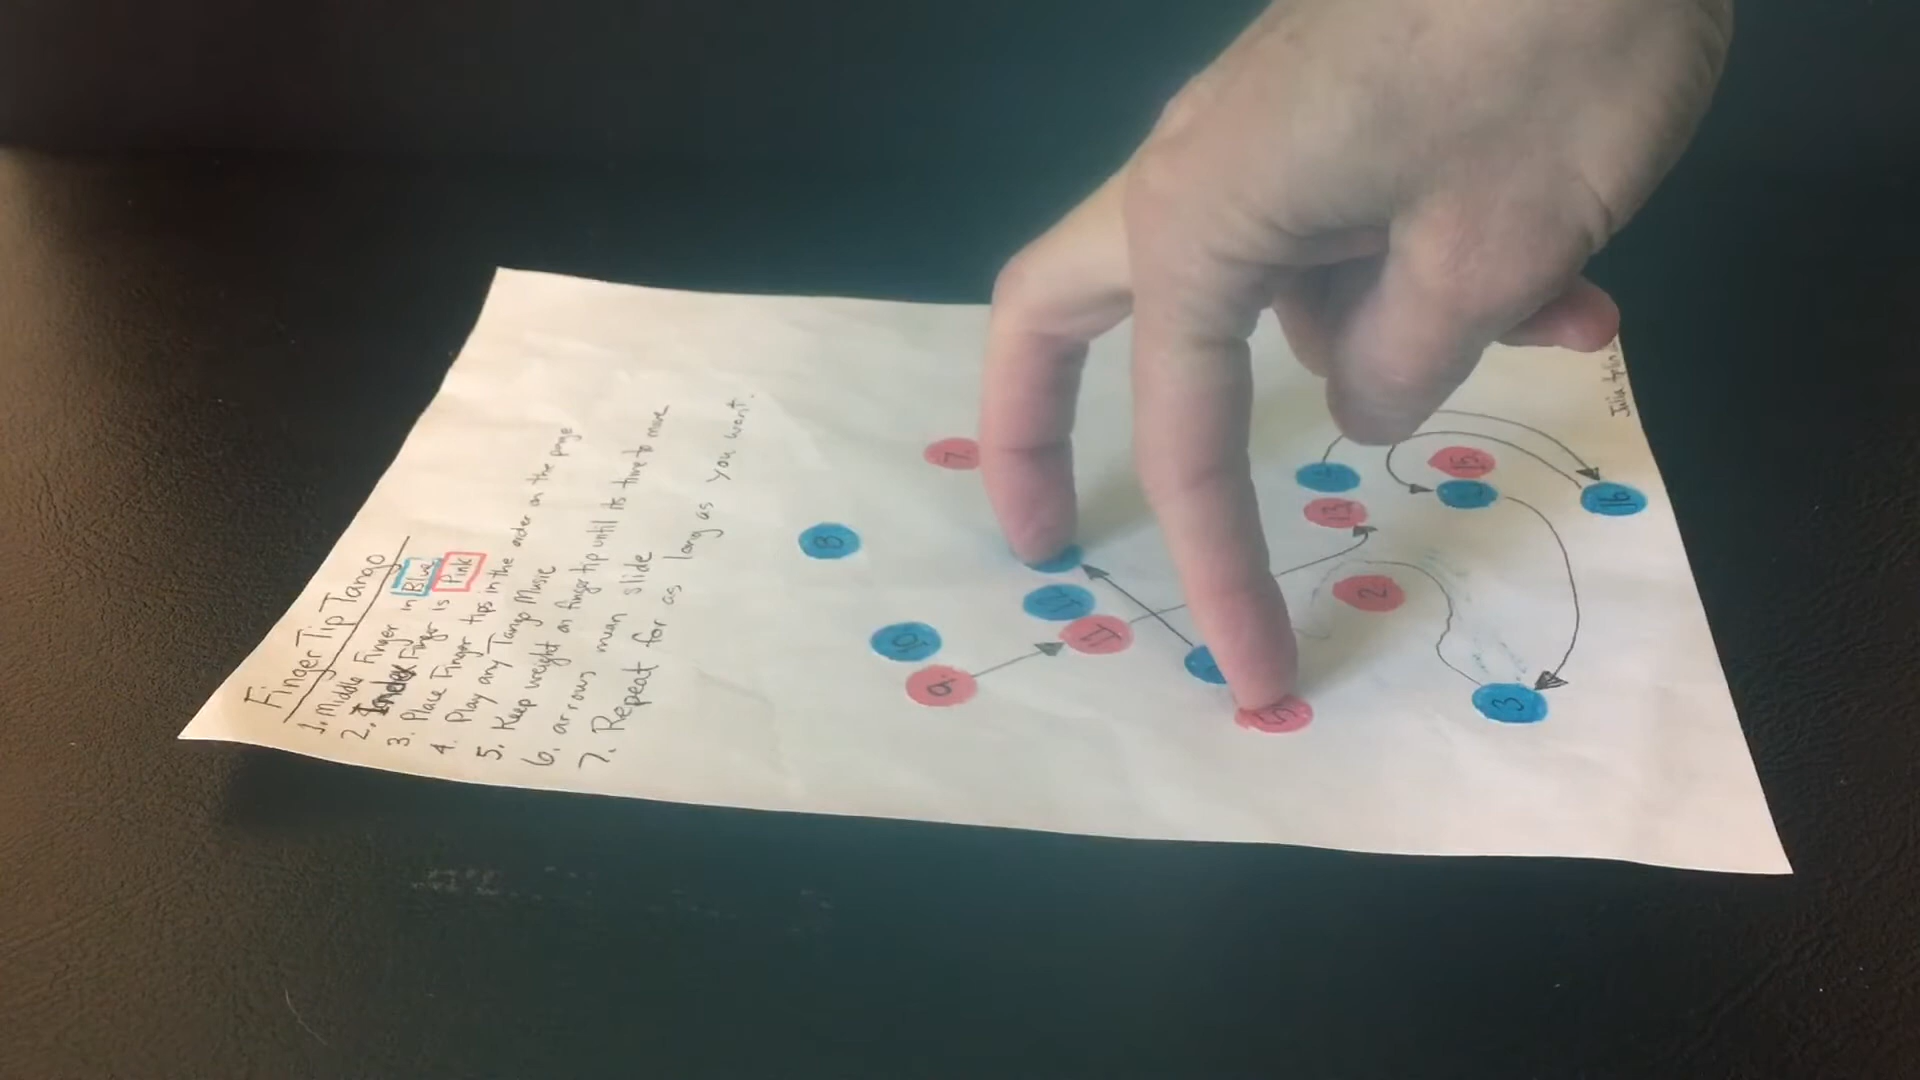 Finger Tip Tango
1. Middle Finger in Blue
2. Index Finger is Pink
3. Place Finger tips in the order on the page
4. Play any Tango Music
5. Keep weight on finger tip until its time to move
6. arrows mean slide
7. Repeat for as long as you want.
8
7.
10
9.
11
12
5
2
13
15
3
16
Julia